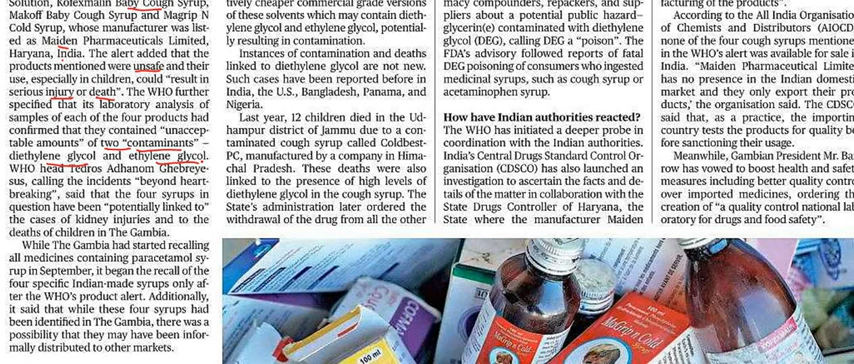 Solution, Kofexmalin Baby Cough Syrup,
Makoff Baby Cough Syrup and Magrip N
Cold Syrup, whose manufacturer was list-
ed as Maiden Pharmaceuticals Limited,
Haryana, India. The alert added that the
products mentioned were unsafe and their
use, especially in children, could "result in
serious injury or death". The WHO further
specified that its laboratory analysis of
samples of each of the four products had
confirmed that they contained "unaccep-
table amounts" of two "contaminants" –
diethylene glycol and ethylene glycol.
WHO head Tedros Adhanom Ghebreye-
sus, calling the incidents "beyond heart-
breaking", said that the four syrups in
question have been "potentially linked to"
the cases of kidney injuries and to the
deaths of children in The Gambia.
While The Gambia had started recalling
all medicines containing paracetamol sy-
rup in September, it began the recall of the
four specific Indian-made syrups only af-
ter the WHO's product alert. Additionally,
it said that while these four syrups had
been identified in The Gambia, there was a
possibility that they may have been infor-
mally distributed to other markets.
tively cheaper commercial grade versions
of these solvents which may contain dieth-
ylene glycol and ethylene glycol, potential-
ly resulting in contamination.
Instances of contamination and deaths
linked to diethylene glycol are not new.
Such cases have been reported before in
India, the U.S., Bangladesh, Panama, and
Nigeria.
Last year, 12 children died in the Ud-
hampur district of Jammu due to a con-
taminated cough syrup called Coldbest-
PC, manufactured by a company in Hima-
chal Pradesh. These deaths were also
linked to the presence of high levels of
diethylene glycol in the cough syrup. The
State's administration later ordered the
withdrawal of the drug from all the other
macy compounders, repackers, and sup-
pliers about a potential public hazard–
glycerin(e) contaminated with diethylene
glycol (DEG), calling DEG a "poison". The
FDA's advisory followed reports of fatal
DEG poisoning of consumers who ingested
medicinal syrups, such as cough syrup or
acetaminophen syrup.
How have Indian authorities reacted?
The WHO has initiated a deeper probe in
coordination with the Indian authorities.
India's Central Drugs Standard Control Or-
ganisation (CDSCO) has also launched an
investigation to ascertain the facts and de-
tails of the matter in collaboration with the
State Drugs Controller of Haryana, the
State where the manufacturer Maiden
facturing of the products".
According to the All India Organisatio
of Chemists and Distributors (AIOCD
none of the four cough syrups mentione
in the WHO's alert was available for sale i
India. "Maiden Pharmaceutical Limite
has no presence in the Indian domesti
market and they only export their pro
ducts,' the organisation said. The CDSC
said that, as a practice, the importin
country tests the products for quality be
fore sanctioning their usage.
Meanwhile, Gambian President Mr. Ba
row has vowed to boost health and safet
measures including better quality contro
over imported medicines, ordering th
creation of "a quality control national lab
oratory for drugs and food safety".
100 ml
MaGrip n Cold
100 ml
MaGrip n Cold